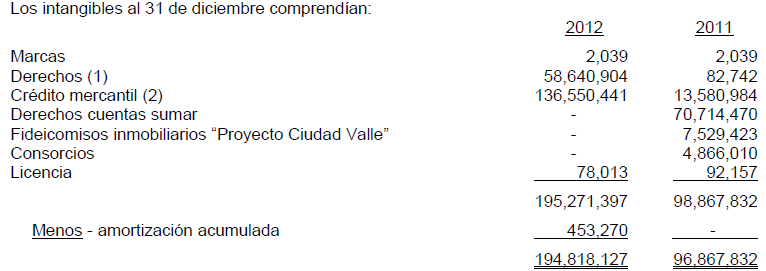 Los intangibles al 31 de diciembre comprendían:
2012 2011
Marcas 2,039 2,039
Derechos (1) 58,640,904 82,742
Crédito mercantil (2) 136,550,441 13,580,984
Derechos cuentas sumar - 70,714,470
Fideicomisos inmobiliarios “Proyecto Ciudad Valle” - 7,529,423
Consorcios - 4,866,010
Licencia 78,013 92,157
195,271,397 98,867,832
Menos - amortización acumulada 453,270 -
194,818,127 96,867,832